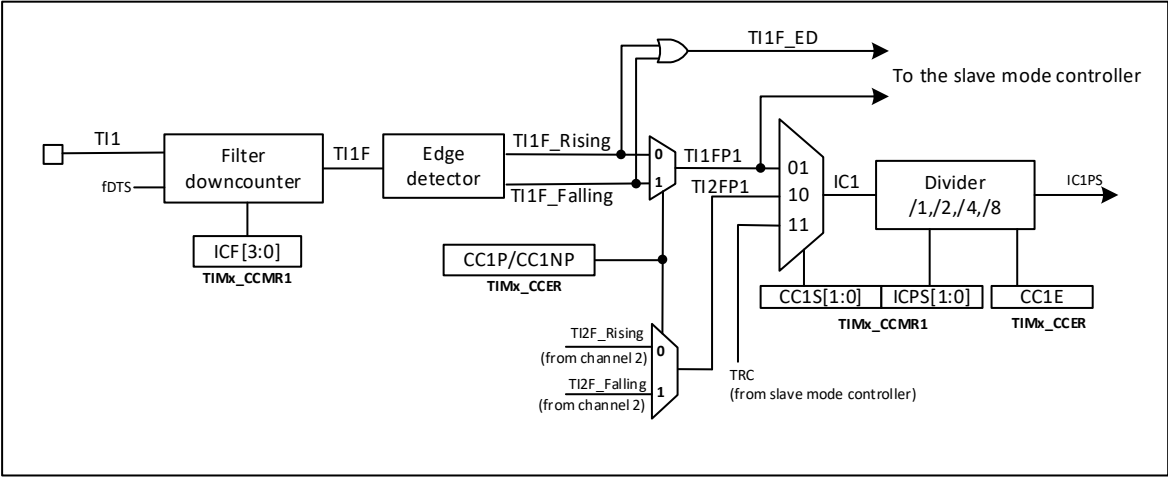 TI1F_ED
To the slave mode controller
TI1
fDTS
Filter
downcounter
TI1F
Edge
detector
TI1F_Rising
TI1F_Falling
0
1
TI1FP1
TI2FP1
01
10
11
IC1
Divider
/1,/2,/4,/8
IC1PS
ICF[3:0]
TIMx_CCMR1
CC1P/CC1NP
TIMx_CCER
CC1S[1:0]
ICPS[1:0]
TIMx_CCMR1
CC1E
TIMx_CCER
TI2F_Rising
(from channel 2)
TI2F_Falling
(from channel 2)
0
1
TRC
(from slave mode controller)